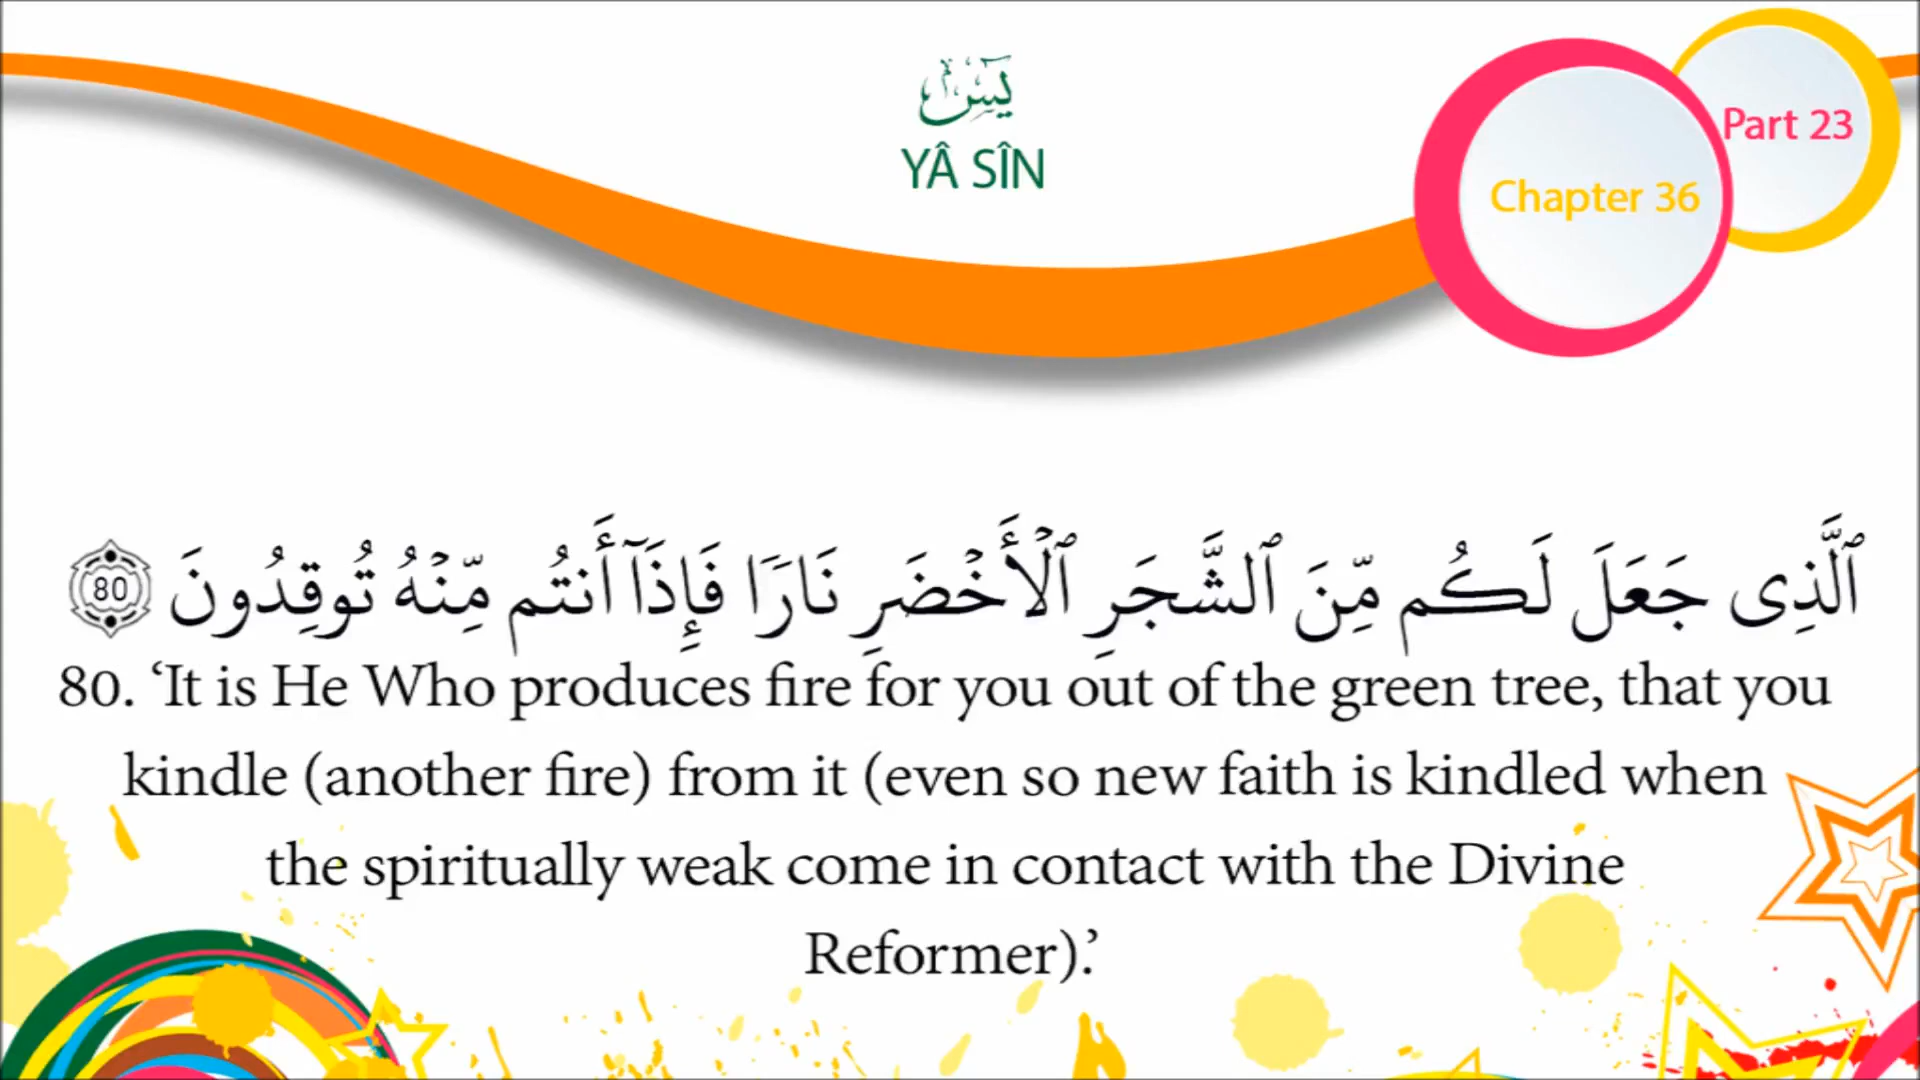 يسٓ
YÂ SÎN
Part 23
Chapter 36
ٱلَّذِى جَعَلَ لَكُم مِّنَ ٱلشَّجَرِ ٱلْأَخْضَرِ نَارًا فَإِذَآ أَنتُم مِّنْهُ تُوقِدُونَ 80
80. ‘It is He Who produces fire for you out of the green tree, that you
kindle (another fire) from it (even so new faith is kindled when
the spiritually weak come in contact with the Divine
Reformer).’